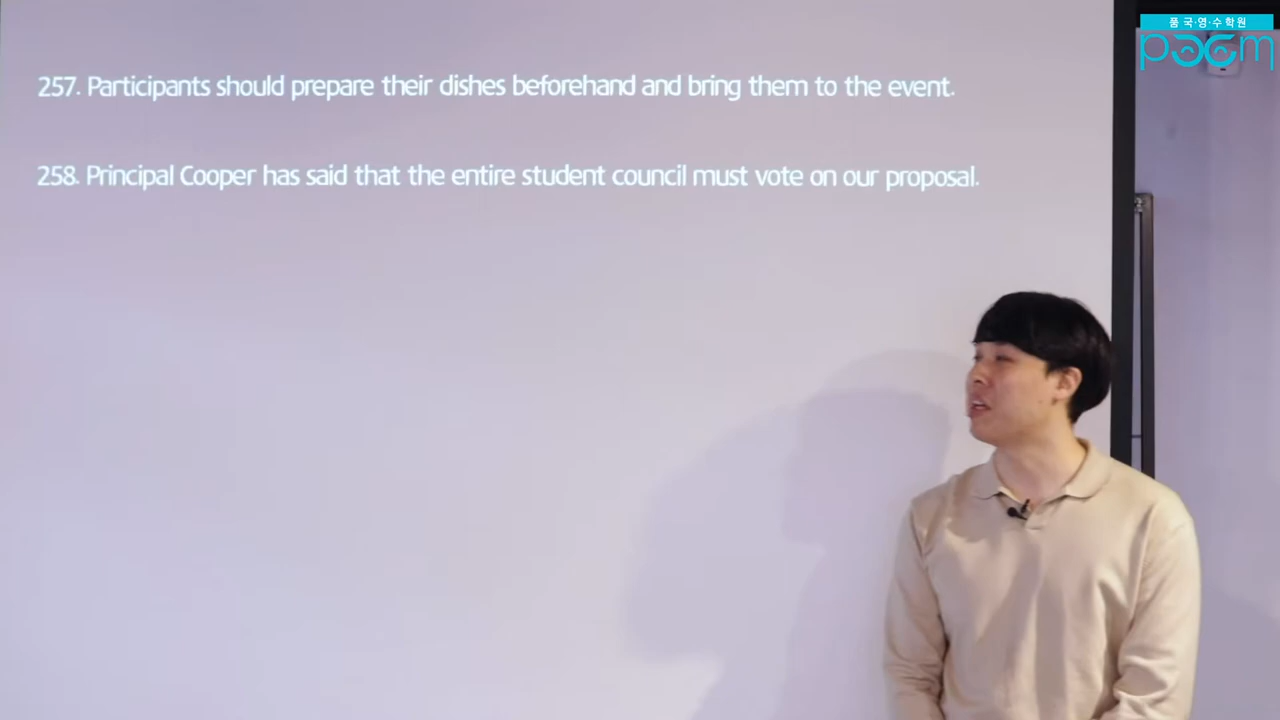 품 국·영·수 학원
poem
257. Participants should prepare their dishes beforehand and bring them to the event.
258. Principal Cooper has said that the entire student council must vote on our proposal.